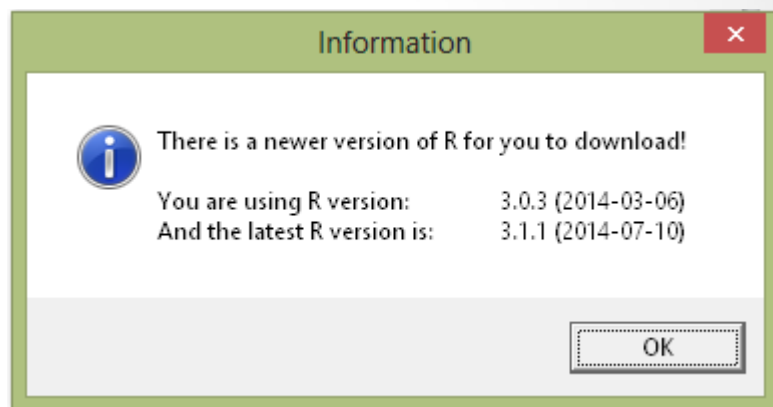 Information
There is a newer version of R for you to download!
You are using R version: 3.0.3 (2014-03-06)
And the latest R version is: 3.1.1 (2014-07-10)
OK